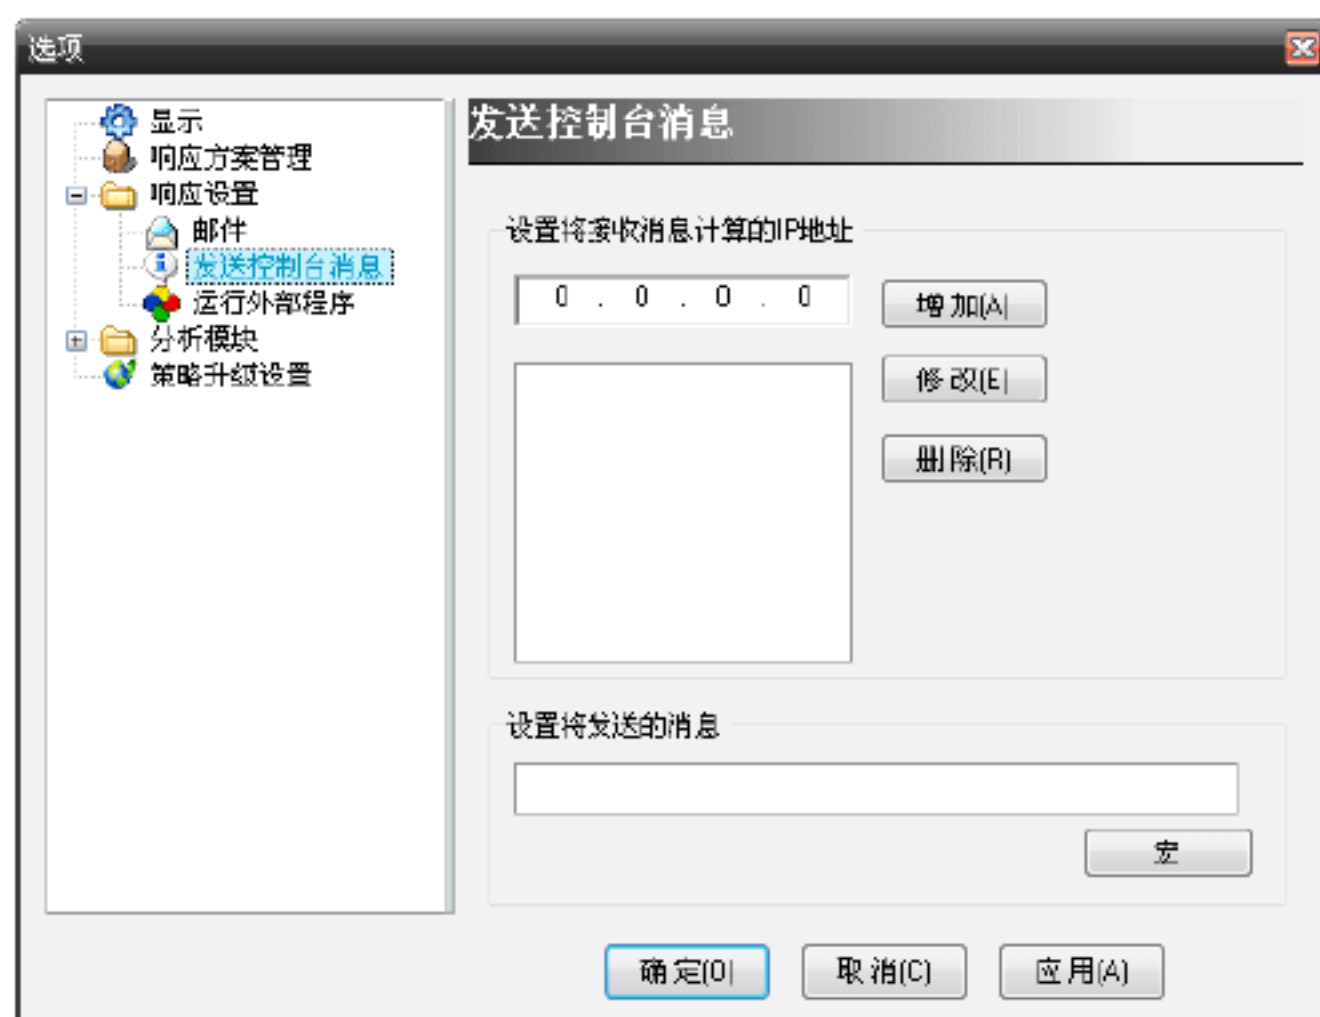 选项
显示
响应方案管理
响应设置
邮件
发送控制台消息
运行外部程序
分析模块
策略升级设置
发送控制台消息
设置将接收消息计算的IP地址
0 . 0 . 0 . 0
增加(A)
修改(E)
删除(R)
设置将发送的消息
宏
确定(O)
取消(C)
应用(A)